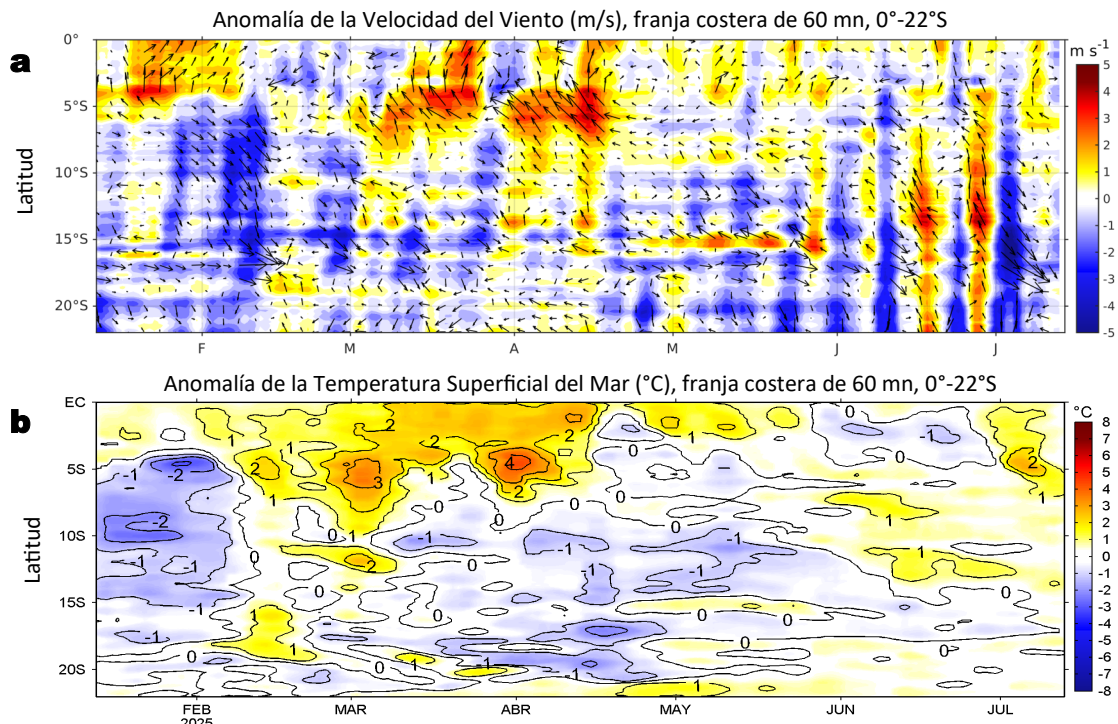 Anomalía de la Velocidad del Viento (m/s), franja costera de 60 mn, 0°-22°S
a
0°
5°S
10°S
15°S
20°S
Latitud
F
M
A
M
J
J
m s-1
5
4
3
2
1
0
-1
-2
-3
-4
-5
Anomalía de la Temperatura Superficial del Mar (°C), franja costera de 60 mn, 0°-22°S
b
EC
5S
10S
15S
20S
Latitud
FEB
2025
MAR
ABR
MAY
JUN
JUL
°C
8
7
6
5
4
3
2
1
0
-1
-2
-3
-4
-5
-6
-7
-8